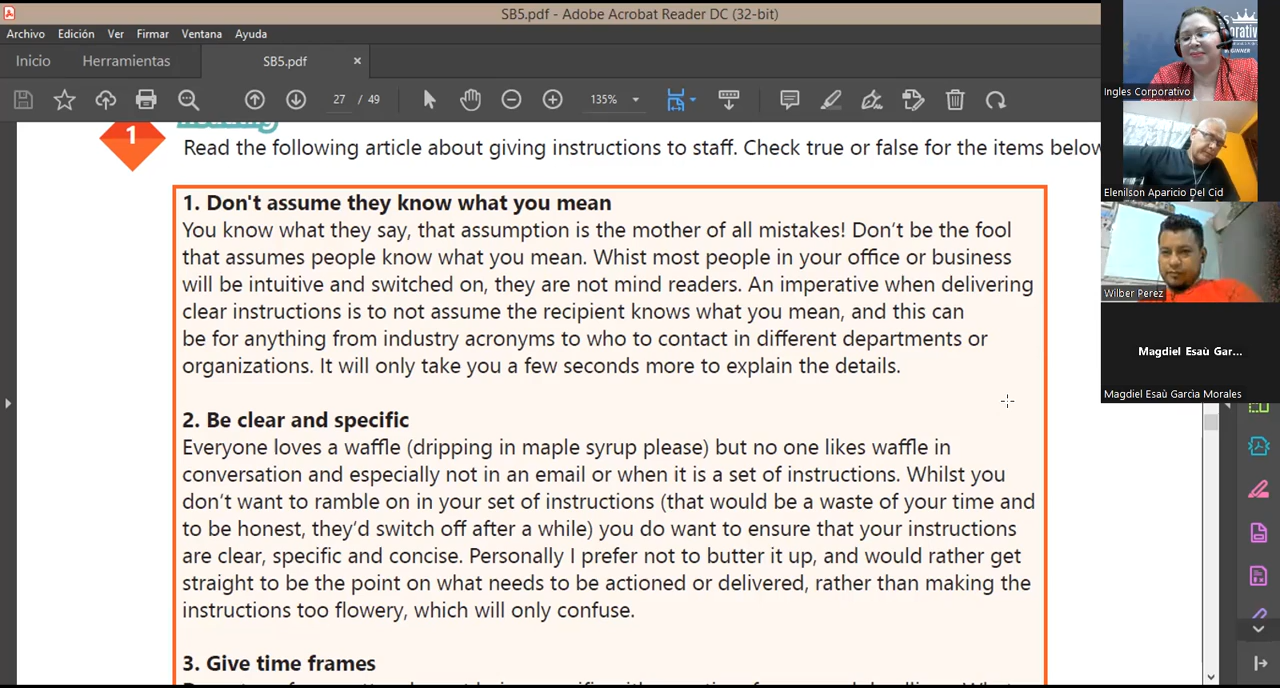 SB5.pdf - Adobe Acrobat Reader DC (32-bit)
Archivo Edición Ver Firmar Ventana Ayuda
Inicio Herramientas SB5.pdf ×
27 / 49 135%
1
Read the following article about giving instructions to staff. Check true or false for the items below
1. Don't assume they know what you mean
You know what they say, that assumption is the mother of all mistakes! Don't be the fool
that assumes people know what you mean. Whist most people in your office or business
will be intuitive and switched on, they are not mind readers. An imperative when delivering
clear instructions is to not assume the recipient knows what you mean, and this can
be for anything from industry acronyms to who to contact in different departments or
organizations. It will only take you a few seconds more to explain the details.
2. Be clear and specific
Everyone loves a waffle (dripping in maple syrup please) but no one likes waffle in
conversation and especially not in an email or when it is a set of instructions. Whilst you
don't want to ramble on in your set of instructions (that would be a waste of your time and
to be honest, they'd switch off after a while) you do want to ensure that your instructions
are clear, specific and concise. Personally I prefer not to butter it up, and would rather get
straight to be the point on what needs to be actioned or delivered, rather than making the
instructions too flowery, which will only confuse.
3. Give time frames
Ingles Corporativo
Elenilson Aparicio Del Cid
Wilber Perez
Magdiel Esaù Gar...
Magdiel Esaù Garcìa Morales